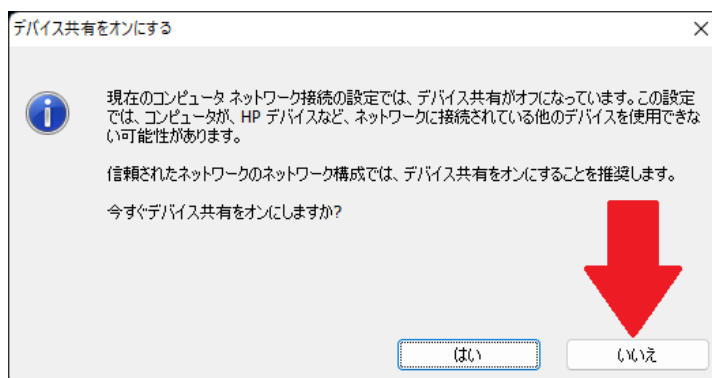 デバイス共有をオンにする
現在のコンピュータ ネットワーク接続の設定では、デバイス共有がオフになっています。この設定
では、コンピュータが、HP デバイスなど、ネットワークに接続されている他のデバイスを使用できな
い可能性があります。
信頼されたネットワークのネットワーク構成では、デバイス共有をオンにすることを推奨します。
今すぐデバイス共有をオンにしますか?
はい
いいえ